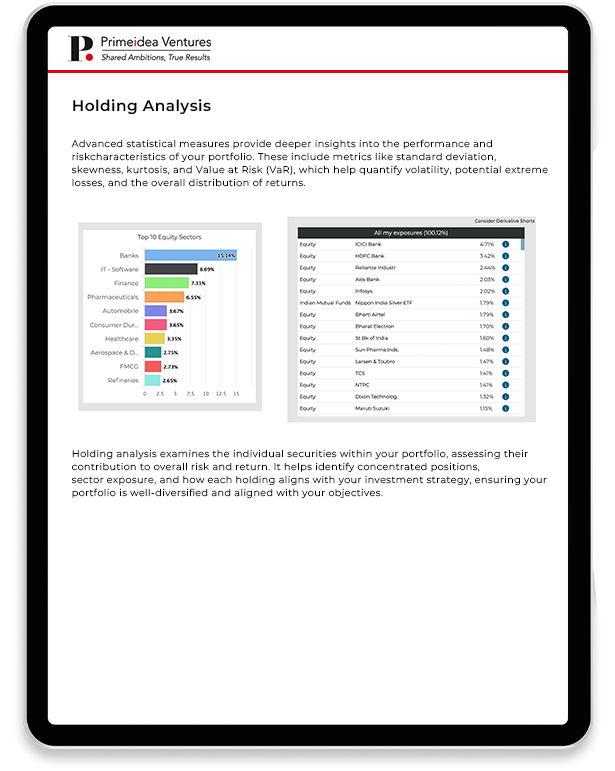 Primeidea Ventures
Shared Ambitions, True Results
Holding Analysis
Advanced statistical measures provide deeper insights into the performance and
riskcharacteristics of your portfolio. These include metrics like standard deviation,
skewness, kurtosis, and Value at Risk (VaR), which help quantify volatility, potential extreme
losses, and the overall distribution of returns.
Top 10 Equity Sectors
Banks 15.14%
IT - Software 8.69%
Finance 7.31%
Pharmaceuticals 6.55%
Automobile 3.67%
Consumer Dur... 3.65%
Healthcare 3.35%
Aerospace & D... 2.75%
FMCG 2.73%
Refineries 2.65%
0 2.5 5 7.5 10 12.5 15
Consider Derivative Shorts
All my exposures (100.12%)
Equity ICICI Bank 4.71%
Equity HDFC Bank 3.42%
Equity Reliance Industr 2.44%
Equity Axis Bank 2.03%
Equity Infosys 2.02%
Indian Mutual Funds Nippon India Silver ETF 1.79%
Equity Bharti Airtel 1.79%
Equity Bharat Electron 1.70%
Equity St Bk of India 1.60%
Equity Sun Pharma.Inds. 1.48%
Equity Larsen & Toubro 1.47%
Equity TCS 1.41%
Equity NTPC 1.41%
Equity Dixon Technolog. 1.32%
Equity Maruti Suzuki 1.15%
Holding analysis examines the individual securities within your portfolio, assessing their
contribution to overall risk and return. It helps identify concentrated positions,
sector exposure, and how each holding aligns with your investment strategy, ensuring your
portfolio is well-diversified and aligned with your objectives.